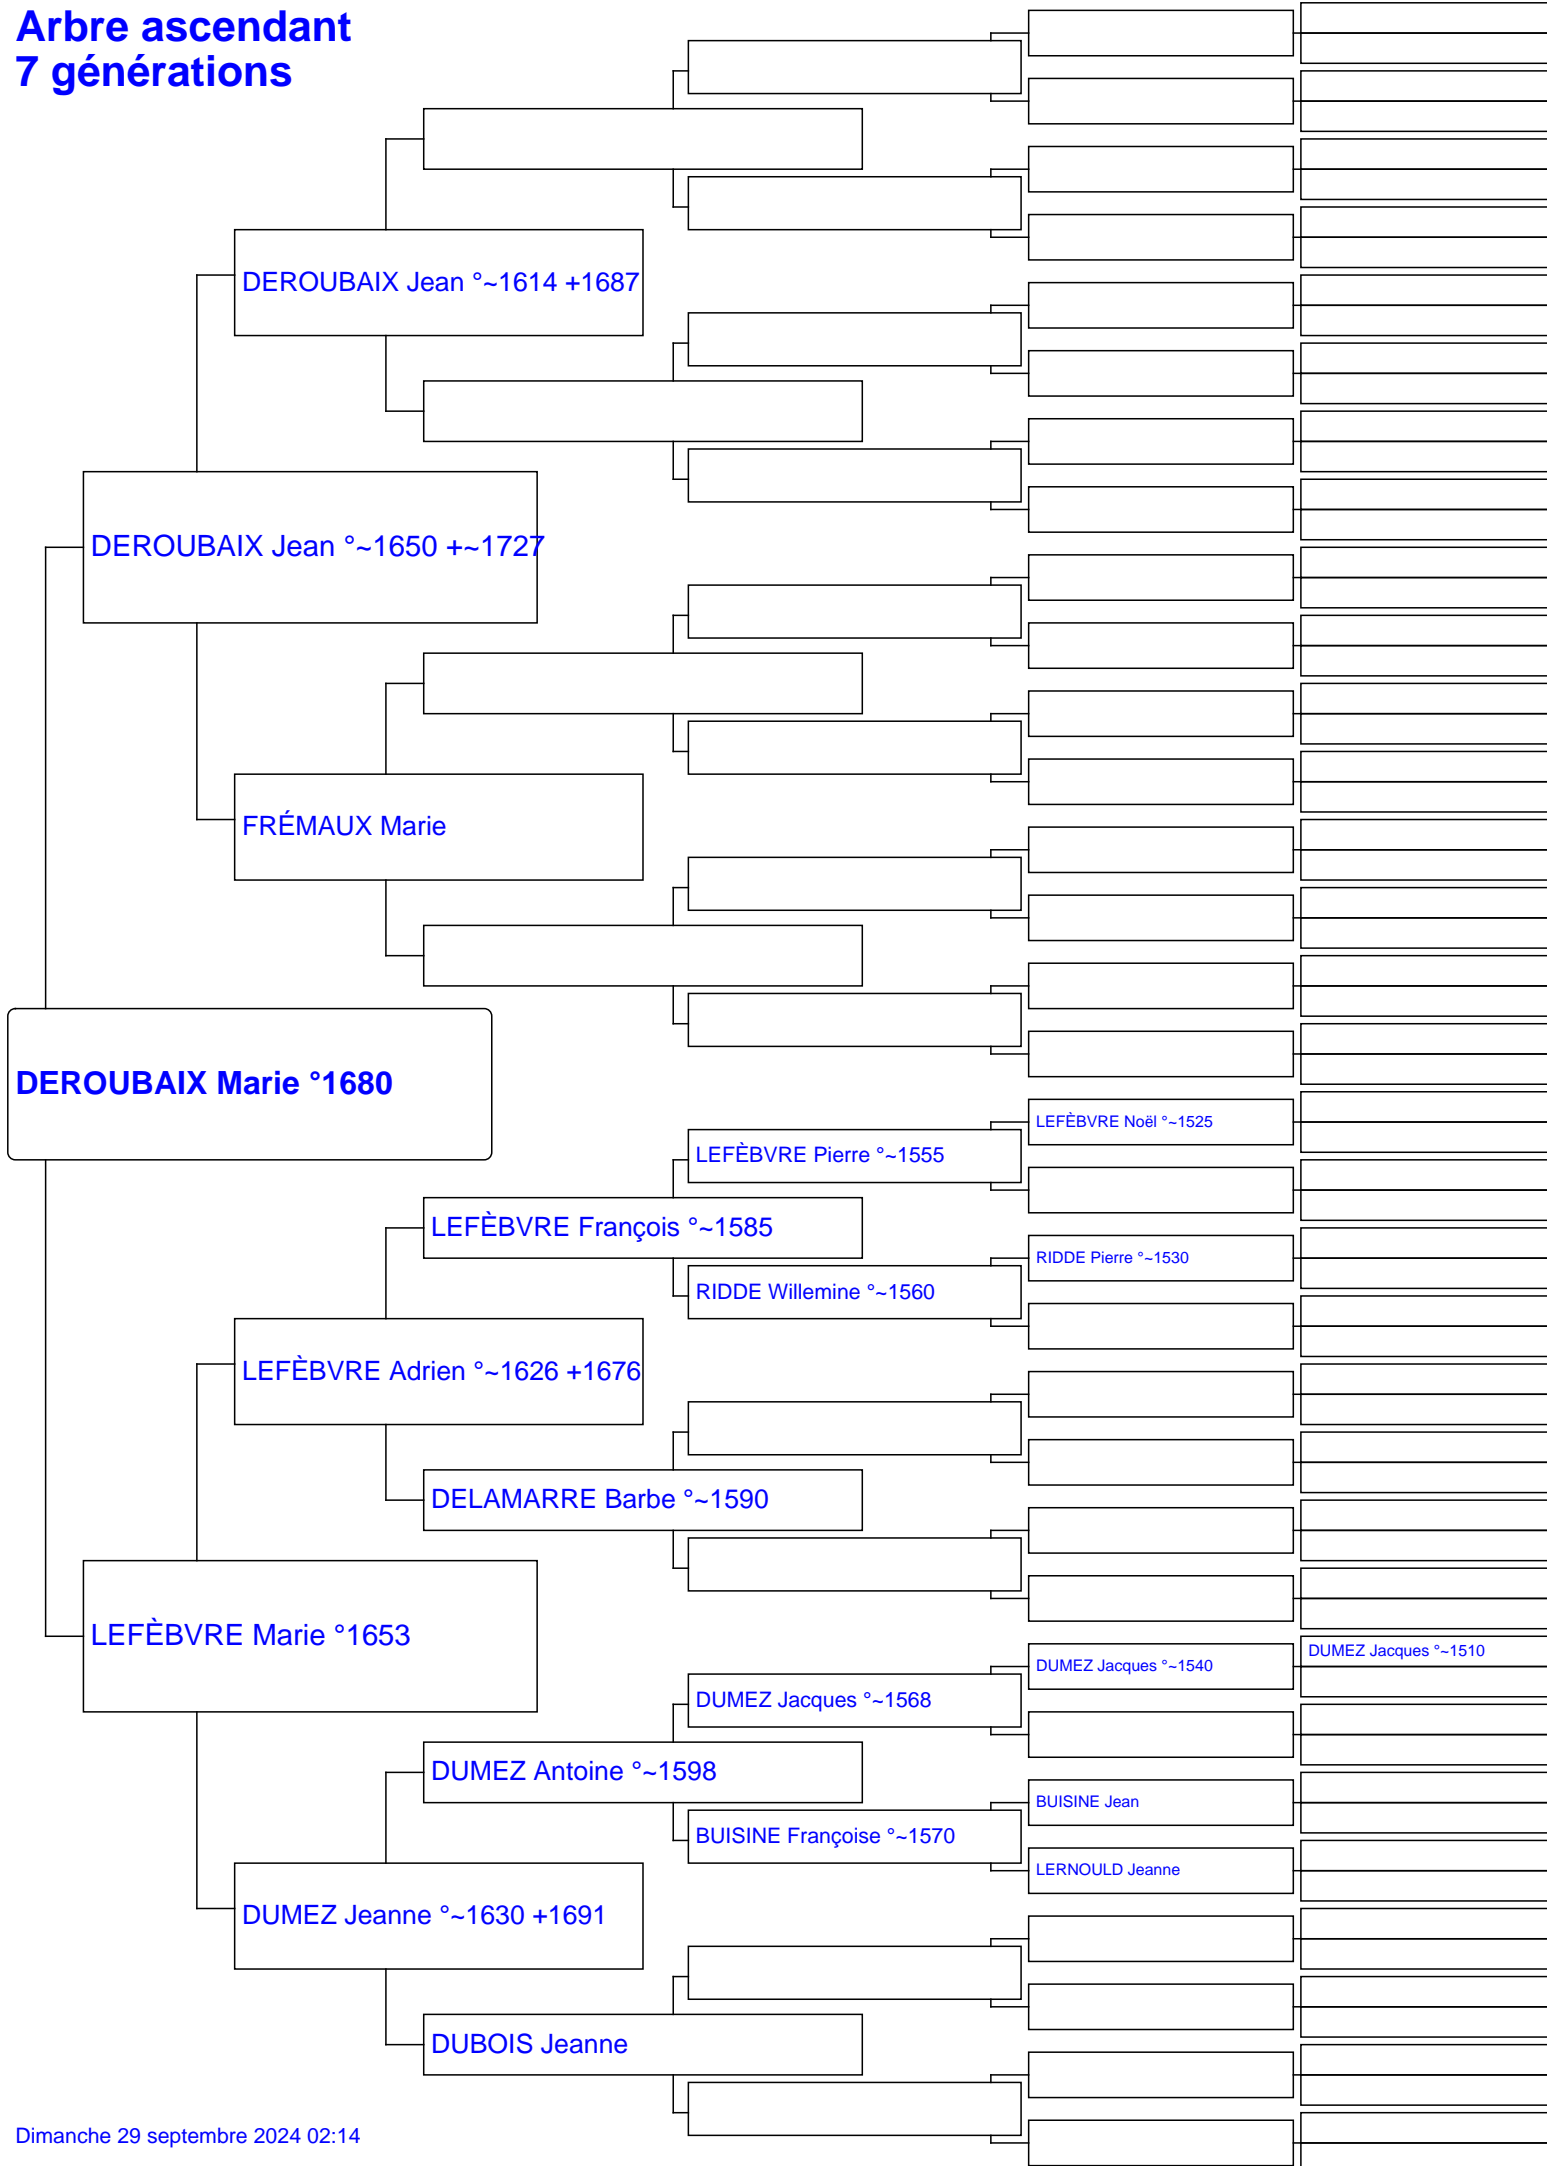 Arbre ascendant
7 générations
DEROUBAIX Jean °~1614 +1687
DEROUBAIX Jean °~1650 +~1727
FRÉMAUX Marie
DEROUBAIX Marie °1680
LEFÈBVRE Noël °~1525
LEFÈBVRE Pierre °~1555
LEFÈBVRE François °~1585
RIDDE Pierre °~1530
RIDDE Willemine °~1560
LEFÈBVRE Adrien °~1626 +1676
DELAMARRE Barbe °~1590
LEFÈBVRE Marie °1653
DUMEZ Jacques °~1510
DUMEZ Jacques °~1540
DUMEZ Jacques °~1568
DUMEZ Antoine °~1598
BUISINE Jean
BUISINE Françoise °~1570
LERNOULD Jeanne
DUMEZ Jeanne °~1630 +1691
DUBOIS Jeanne
Dimanche 29 septembre 2024 02:14